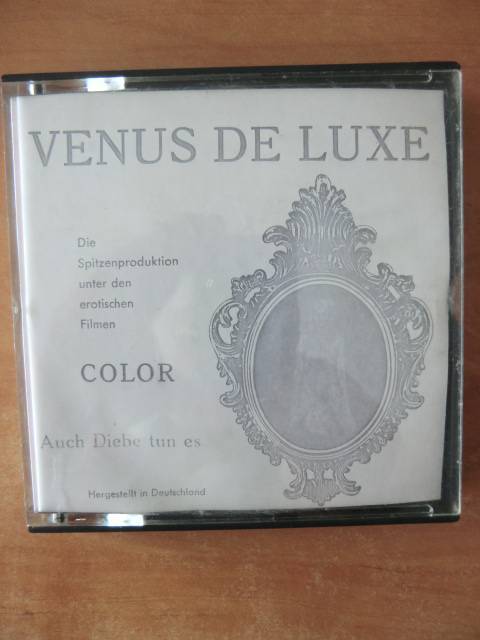 VENUS DE LUXE
Die
Spitzenproduktion
unter den
erotischen
Filmen
COLOR
Auch Diebe tun es
Hergestellt in Deutschland